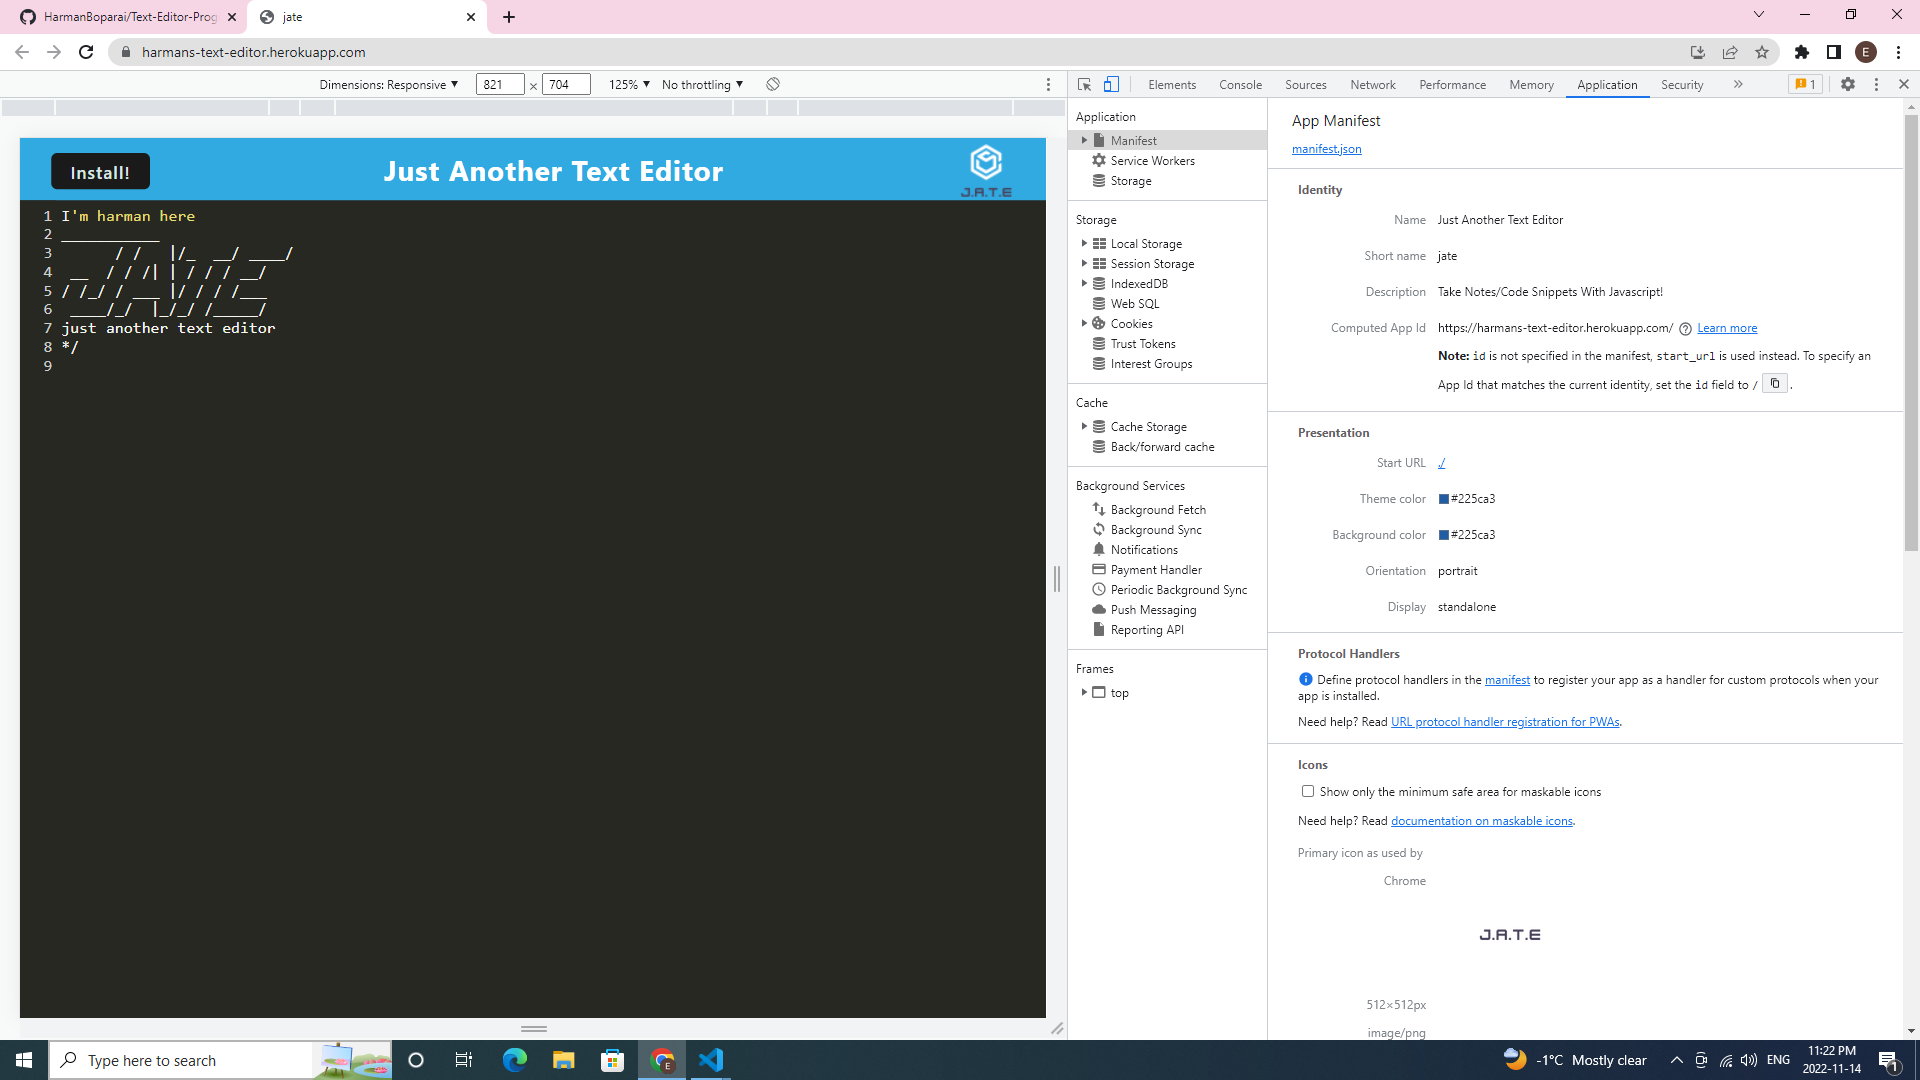 HarmanBoparai/Text-Editor-Prog
jate
harmans-text-editor.herokuapp.com
E
Dimensions: Responsive 821 × 704 125% No throttling
Elements Console Sources Network Performance Memory Application Security 1
Install!
Just Another Text Editor
J.A.T.E
1 I'm harman here
2 ___________
3       / /   |/_  __/ ____/
4  __  / / /| | / / / __/
5 / /_/ / ___ |/ / / /___
6  ____/_/  |_/_/ /_____/
7 just another text editor
8 */
9
Application
Manifest
Service Workers
Storage
Storage
Local Storage
Session Storage
IndexedDB
Web SQL
Cookies
Trust Tokens
Interest Groups
Cache
Cache Storage
Back/forward cache
Background Services
Background Fetch
Background Sync
Notifications
Payment Handler
Periodic Background Sync
Push Messaging
Reporting API
Frames
top
App Manifest
manifest.json
Identity
Name Just Another Text Editor
Short name jate
Description Take Notes/Code Snippets With Javascript!
Computed App Id https://harmans-text-editor.herokuapp.com/ Learn more
Note: id is not specified in the manifest, start_url is used instead. To specify an
App Id that matches the current identity, set the id field to / .
Presentation
Start URL ./
Theme color #225ca3
Background color #225ca3
Orientation portrait
Display standalone
Protocol Handlers
Define protocol handlers in the manifest to register your app as a handler for custom protocols when your
app is installed.
Need help? Read URL protocol handler registration for PWAs.
Icons
Show only the minimum safe area for maskable icons
Need help? Read documentation on maskable icons.
Primary icon as used by
Chrome
J.A.T.E
512×512px
image/png
Type here to search
E
-1°C Mostly clear
ENG
11:22 PM
2022-11-14
1